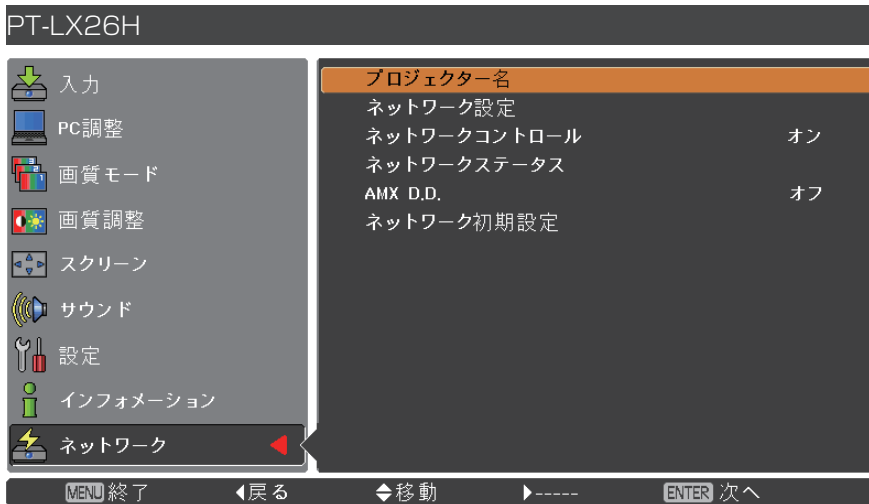 PT-LX26H
入力
PC調整
画質モード
画質調整
スクリーン
サウンド
設定
インフォメーション
ネットワーク
プロジェクター名
ネットワーク設定
ネットワークコントロール オン
ネットワークステータス
AMX D.D. オフ
ネットワーク初期設定
MENU 終了 戻る 移動 ----- ENTER 次へ